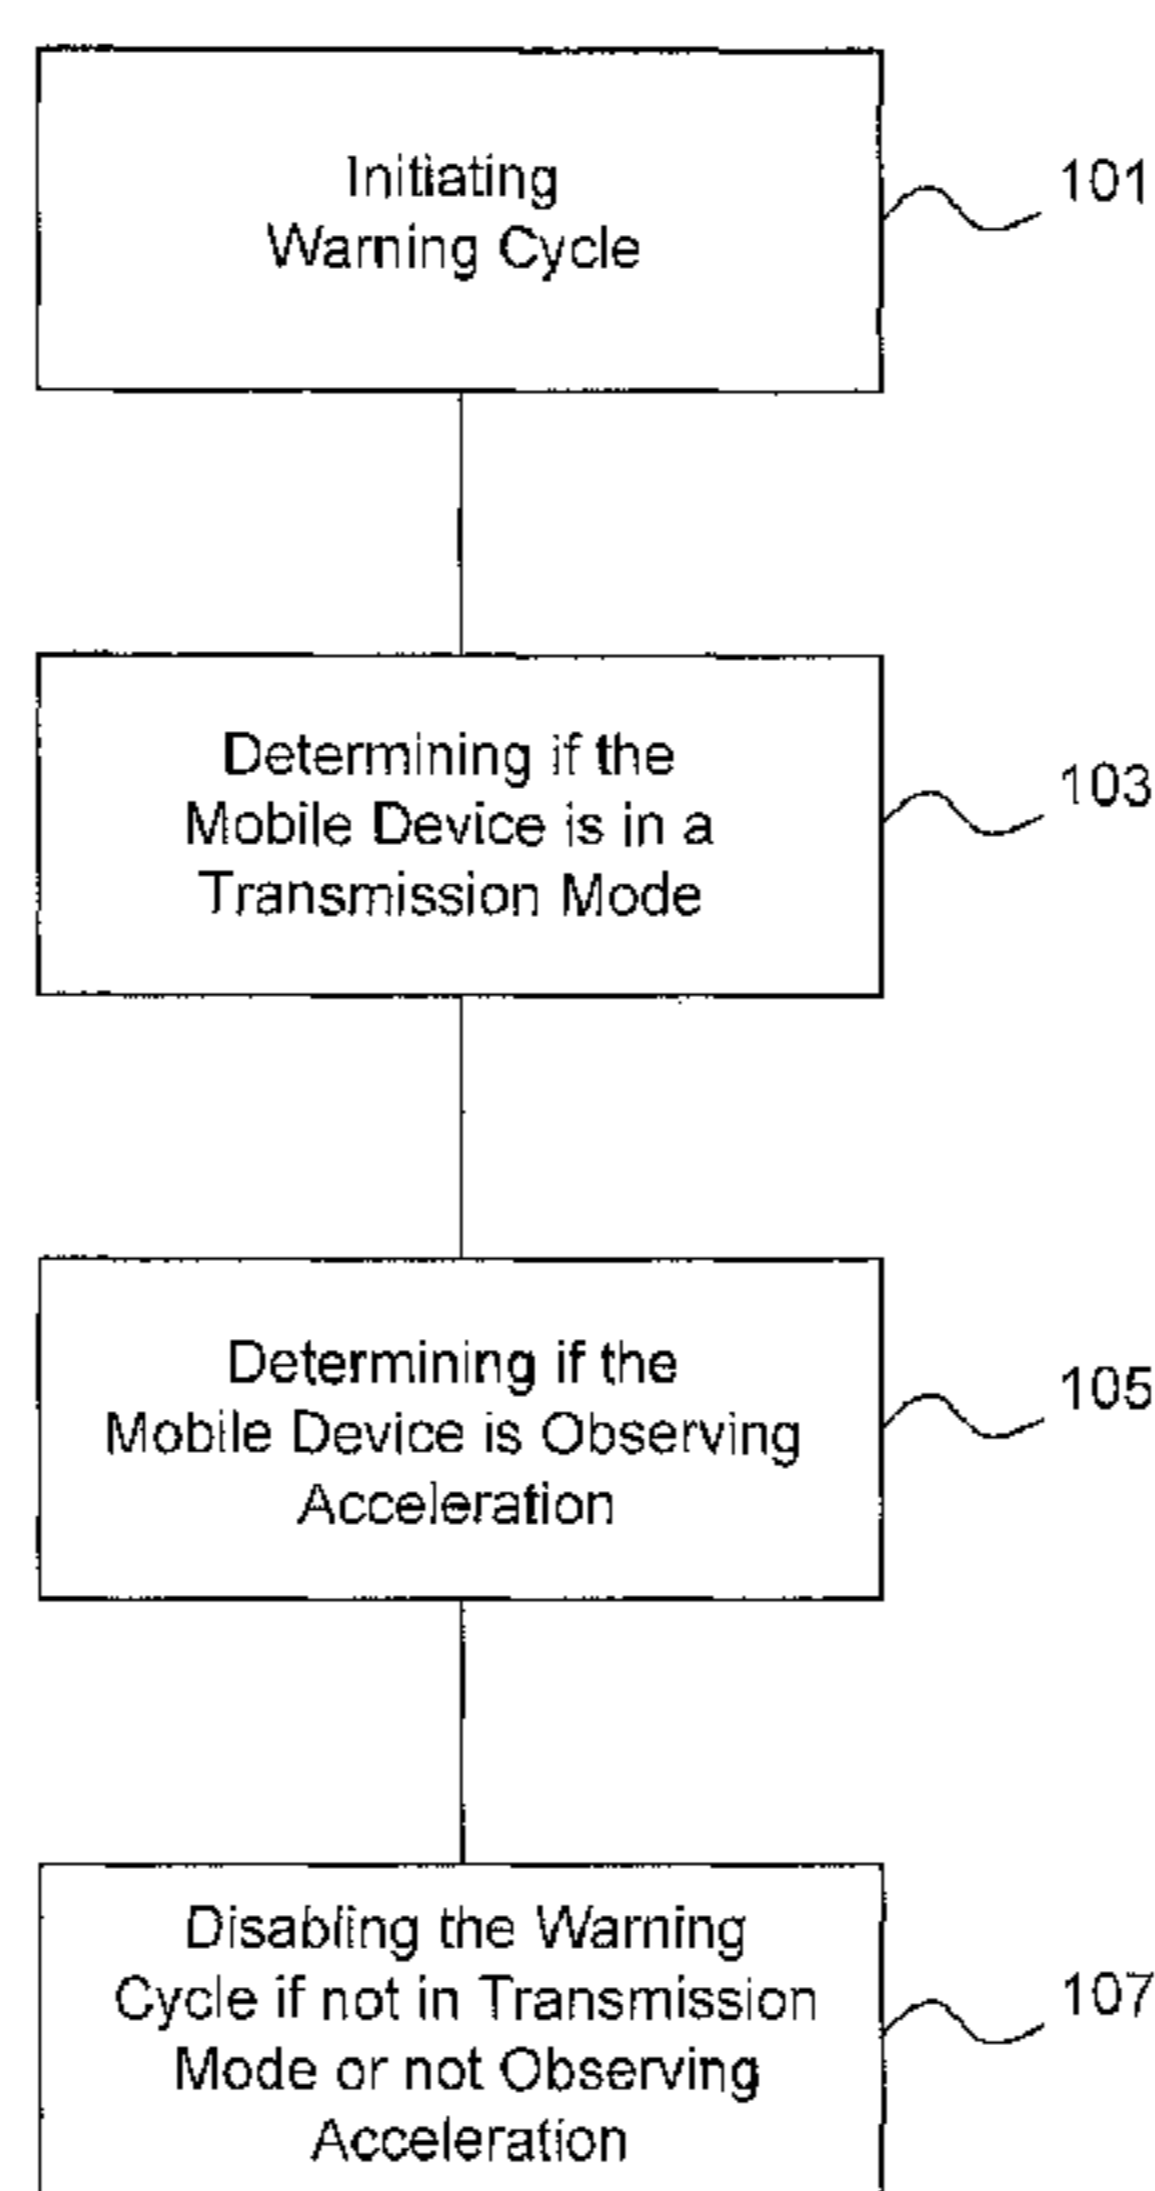 Initiating
Warning Cycle
101
Determining if the
Mobile Device is in a
Transmission Mode
103
Determining if the
Mobile Device is Observing
Acceleration
105
Disabling the Warning
Cycle if not in Transmission
Mode or not Observing
Acceleration
107